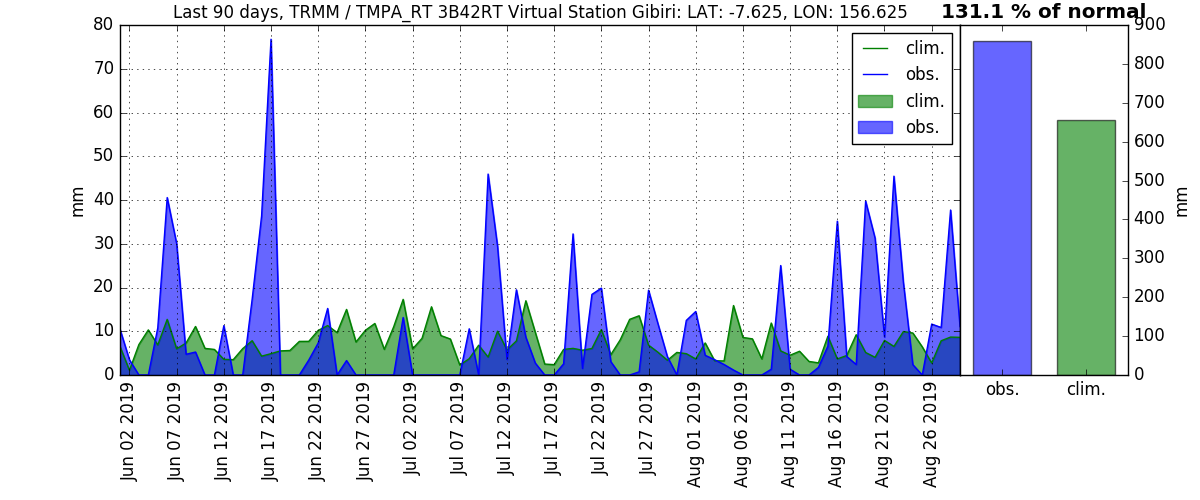 Last 90 days, TRMM / TMPA_RT 3B42RT Virtual Station Gibiri: LAT: -7.625, LON: 156.625
131.1 % of normal
80
70
60
50
40
30
20
10
0
mm
clim.
obs.
clim.
obs.
Jun 02 2019
Jun 07 2019
Jun 12 2019
Jun 17 2019
Jun 22 2019
Jun 27 2019
Jul 02 2019
Jul 07 2019
Jul 12 2019
Jul 17 2019
Jul 22 2019
Jul 27 2019
Aug 01 2019
Aug 06 2019
Aug 11 2019
Aug 16 2019
Aug 21 2019
Aug 26 2019
900
800
700
600
500
400
300
200
100
0
mm
obs.
clim.